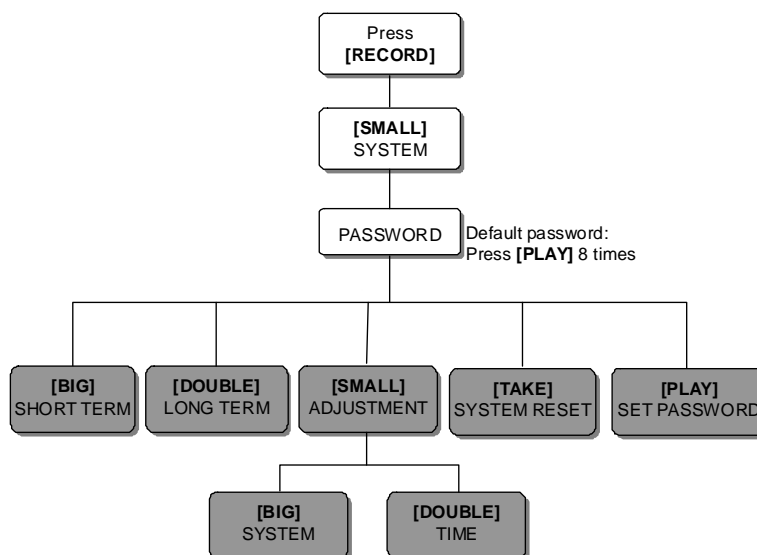 Press
[RECORD]
[SMALL]
SYSTEM
PASSWORD
Default password:
Press [PLAY] 8 times
[BIG]
SHORT TERM
[DOUBLE]
LONG TERM
[SMALL]
ADJUSTMENT
[TAKE]
SYSTEM RESET
[PLAY]
SET PASSWORD
[BIG]
SYSTEM
[DOUBLE]
TIME